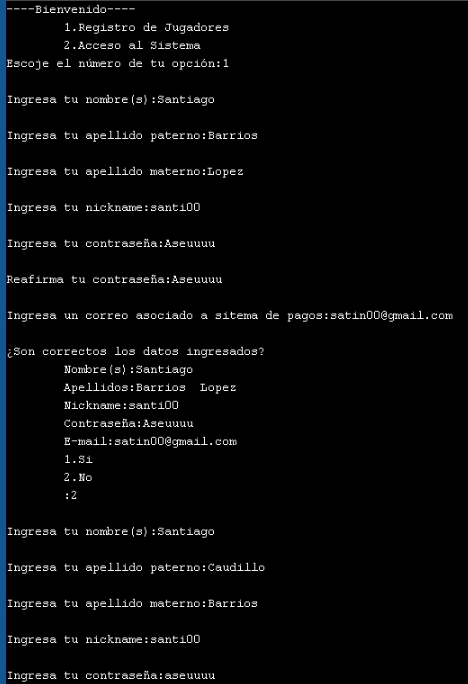 ----Bienvenido----
1.Registro de Jugadores
2.Acceso al Sistema
Escoje el número de tu opción:1
Ingresa tu nombre(s):Santiago
Ingresa tu apellido paterno:Barrios
Ingresa tu apellido materno:Lopez
Ingresa tu nickname:santi00
Ingresa tu contraseña:Aseuuuu
Reafirma tu contraseña:Aseuuuu
Ingresa un correo asociado a sitema de pagos:satin00@gmail.com
¿Son correctos los datos ingresados?
Nombre(s):Santiago
Apellidos:Barrios  Lopez
Nickname:santi00
Contraseña:Aseuuuu
E-mail:satin00@gmail.com
1.Si
2.No
:2
Ingresa tu nombre(s):Santiago
Ingresa tu apellido paterno:Caudillo
Ingresa tu apellido materno:Barrios
Ingresa tu nickname:santi00
Ingresa tu contraseña:aseuuuu